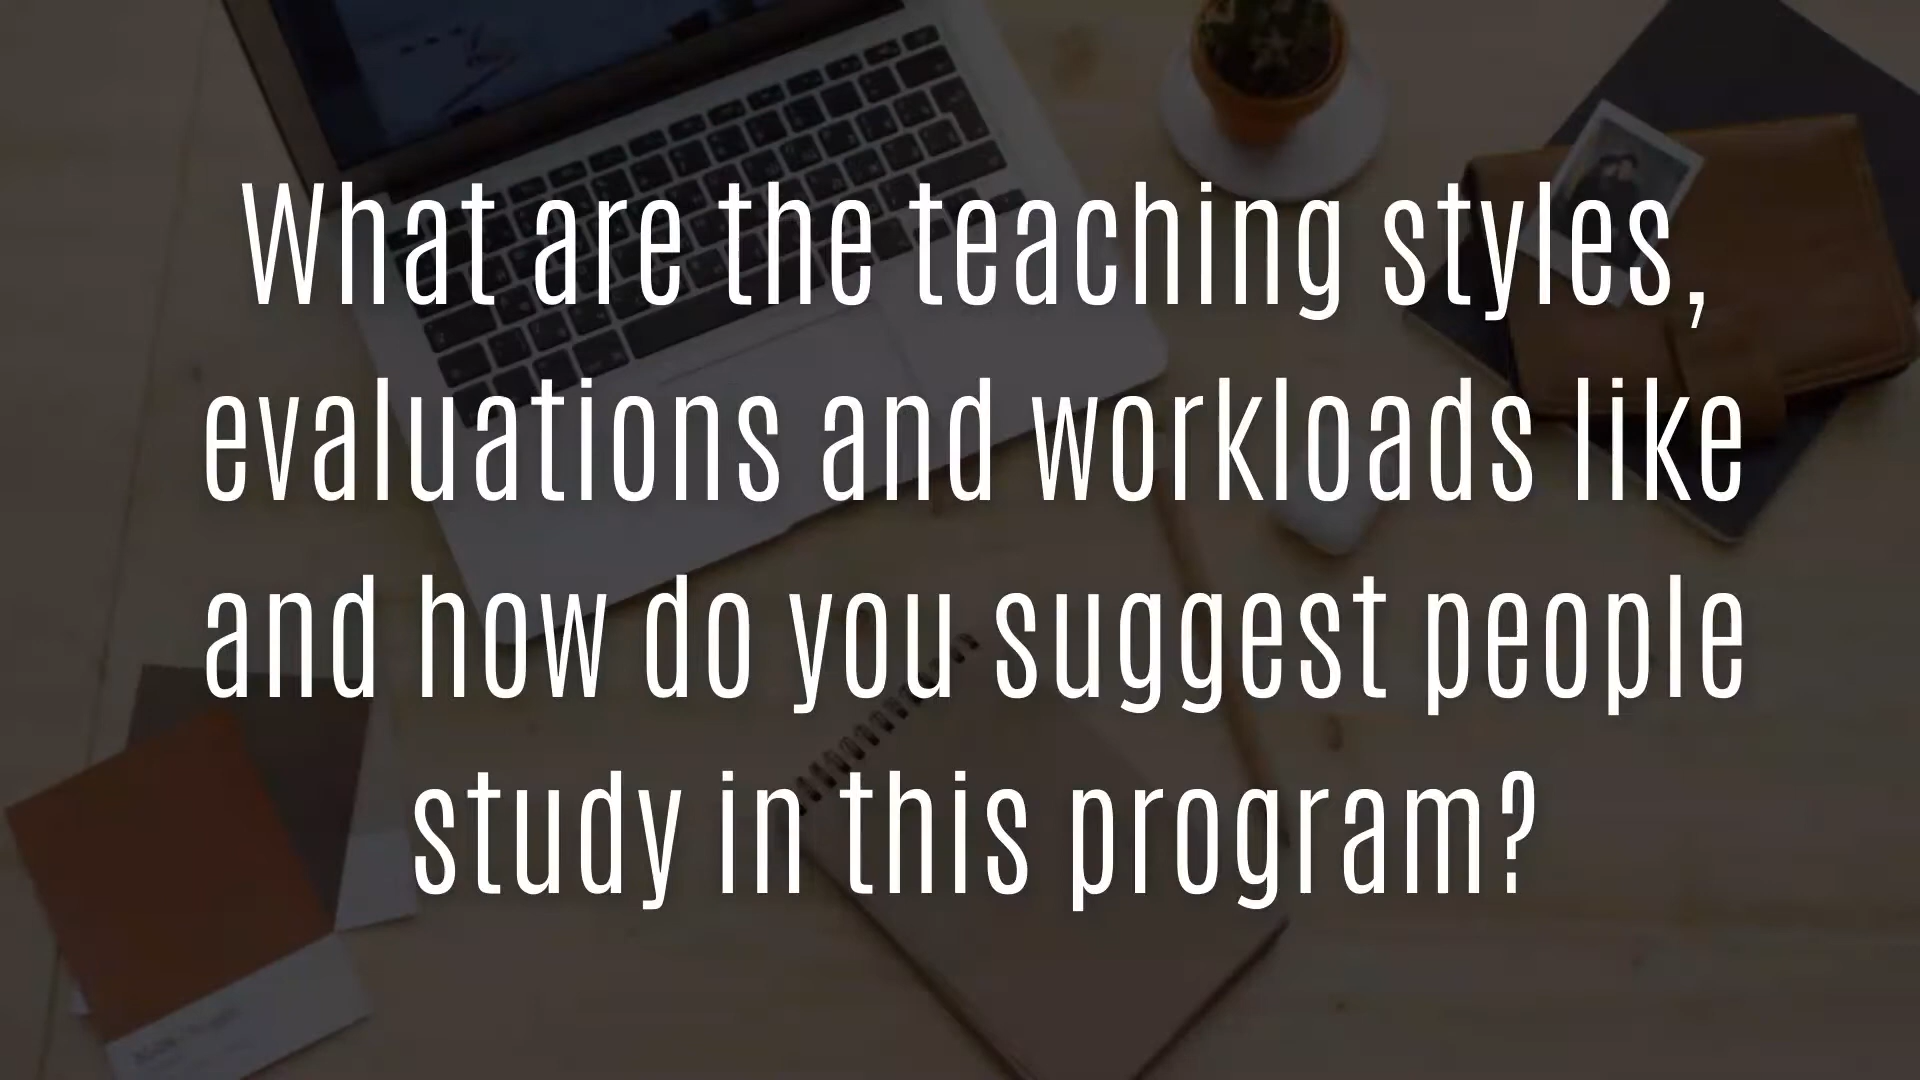 What are the teaching styles,
evaluations and workloads like
and how do you suggest people
study in this program?